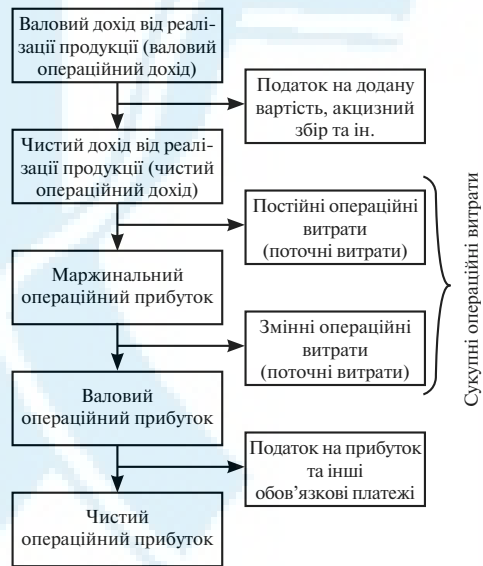 Валовий дохід від реалі-
зації продукції (валовий
операційний дохід)
Податок на додану
вартість, акцизний
збір та ін.
Чистий дохід від реалі-
зації продукції (чистий
операційний дохід)
Постійні операційні
витрати
(поточні витрати)
Маржинальний
операційний прибуток
Змінні операційні
витрати
(поточні витрати)
Сукупні операційні витрати
Валовий
операційний прибуток
Податок на прибуток
та інші
обов’язкові платежі
Чистий
операційний прибуток